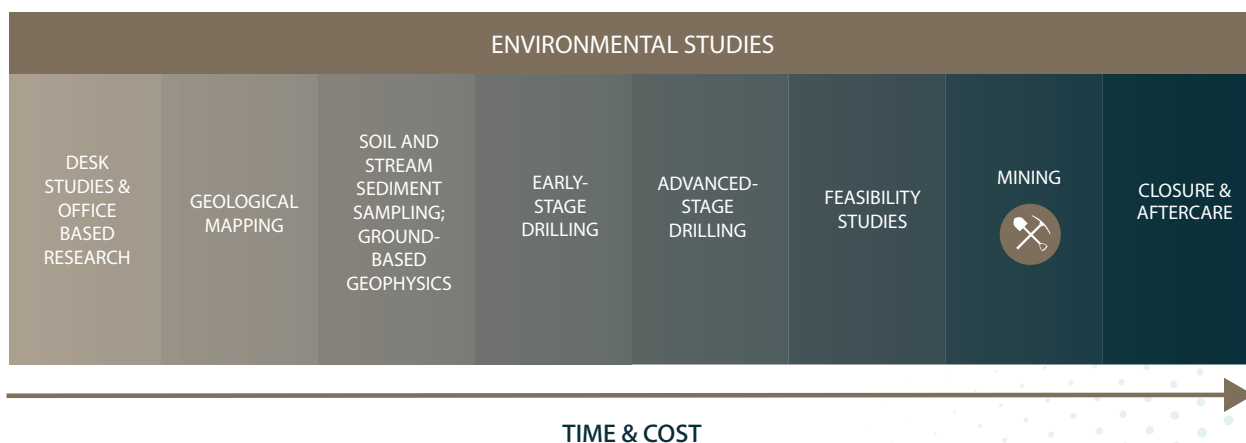 ENVIRONMENTAL STUDIES
DESK
STUDIES &
OFFICE
BASED
RESEARCH
GEOLOGICAL
MAPPING
SOIL AND
STREAM
SEDIMENT
SAMPLING;
GROUND-
BASED
GEOPHYSICS
EARLY-
STAGE
DRILLING
ADVANCED-
STAGE
DRILLING
FEASIBILITY
STUDIES
MINING
CLOSURE &
AFTERCARE
TIME & COST